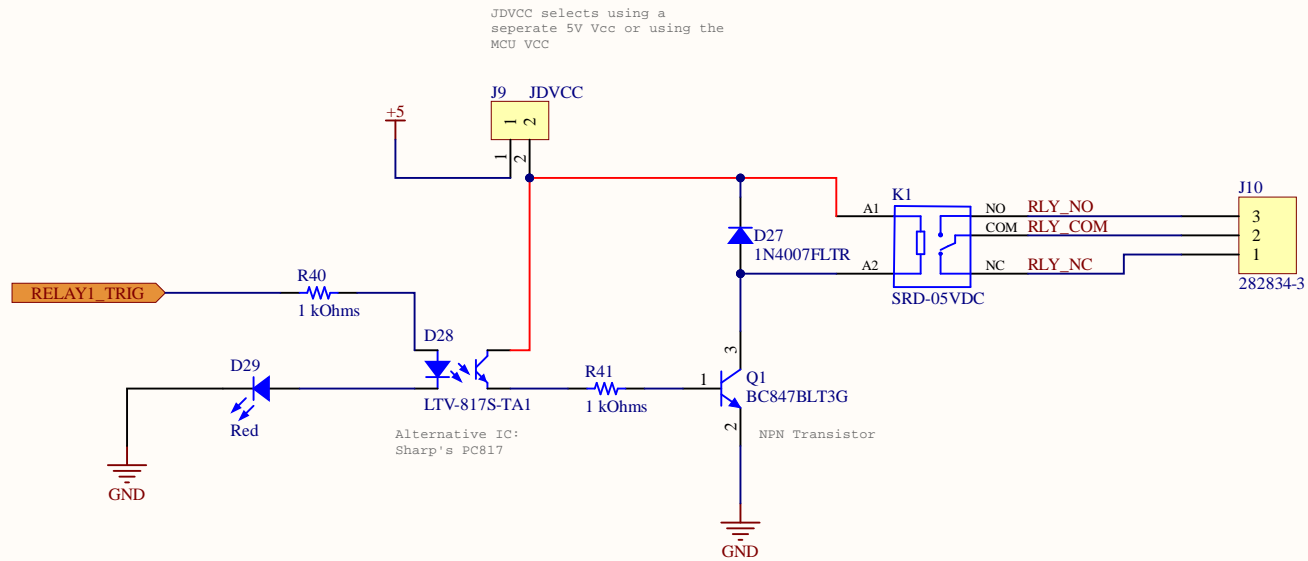 JDVCC selects using a
seperate 5V Vcc or using the
MCU VCC
J9 JDVCC
+5
1 2
1 2
K1
J10
A1
NO RLY_NO
3
COM RLY_COM
2
D27
1N4007FLTR
A2
NC RLY_NC
1
SRD-05VDC
282834-3
R40
RELAY1_TRIG
1 kOhms
D28
D29
R41
3
1
Q1
BC847BLT3G
LTV-817S-TA1
1 kOhms
Red
2
Alternative IC:
Sharp's PC817
NPN Transistor
GND
GND